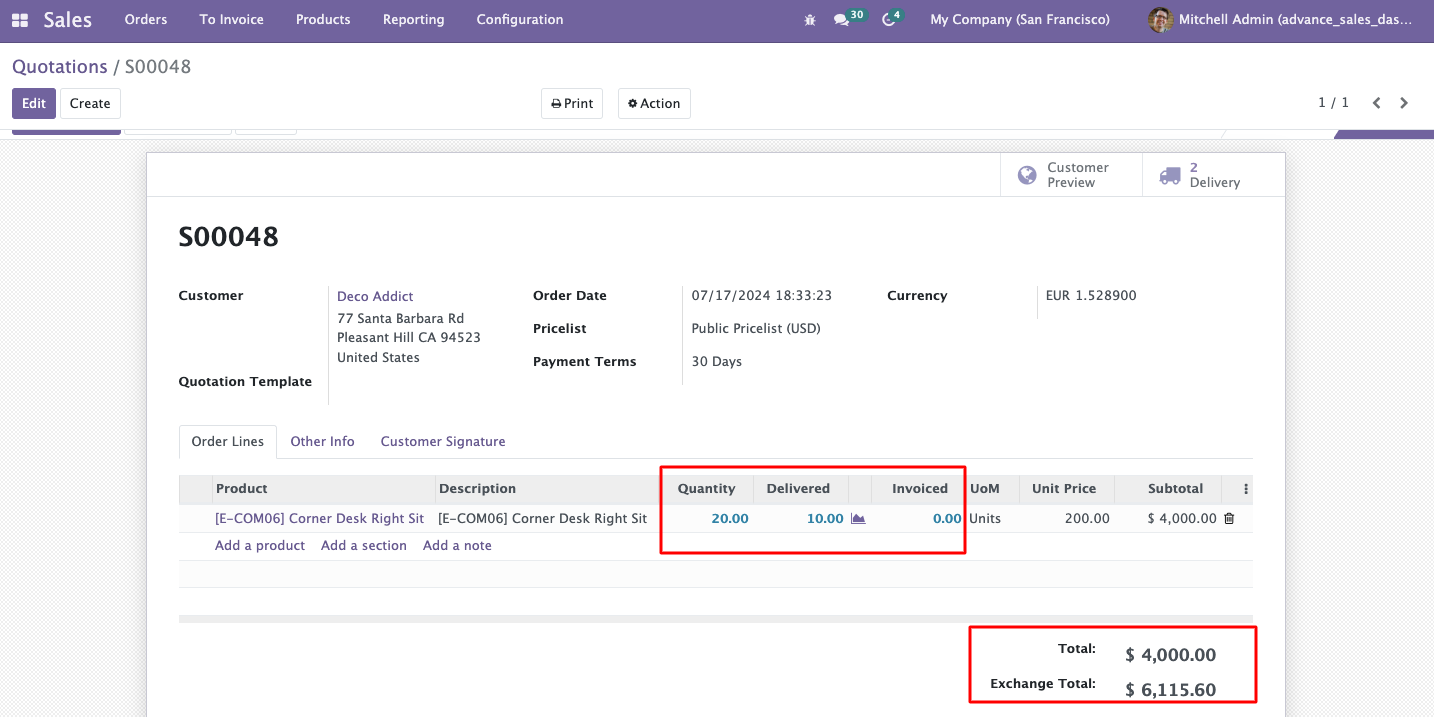 Sales Orders To Invoice Products Reporting Configuration 30 4 My Company (San Francisco) Mitchell Admin (advance_sales_das...
Quotations / S00048
Edit Create Print Action 1 / 1
Customer Preview 2 Delivery
S00048
Customer Deco Addict Order Date 07/17/2024 18:33:23 Currency EUR 1.528900
77 Santa Barbara Rd
Pleasant Hill CA 94523
United States
Pricelist Public Pricelist (USD)
Payment Terms 30 Days
Quotation Template
Order Lines Other Info Customer Signature
Product Description Quantity Delivered Invoiced UoM Unit Price Subtotal
[E-COM06] Corner Desk Right Sit [E-COM06] Corner Desk Right Sit 20.00 10.00 0.00 Units 200.00 $ 4,000.00
Add a product Add a section Add a note
Total: $ 4,000.00
Exchange Total: $ 6,115.60